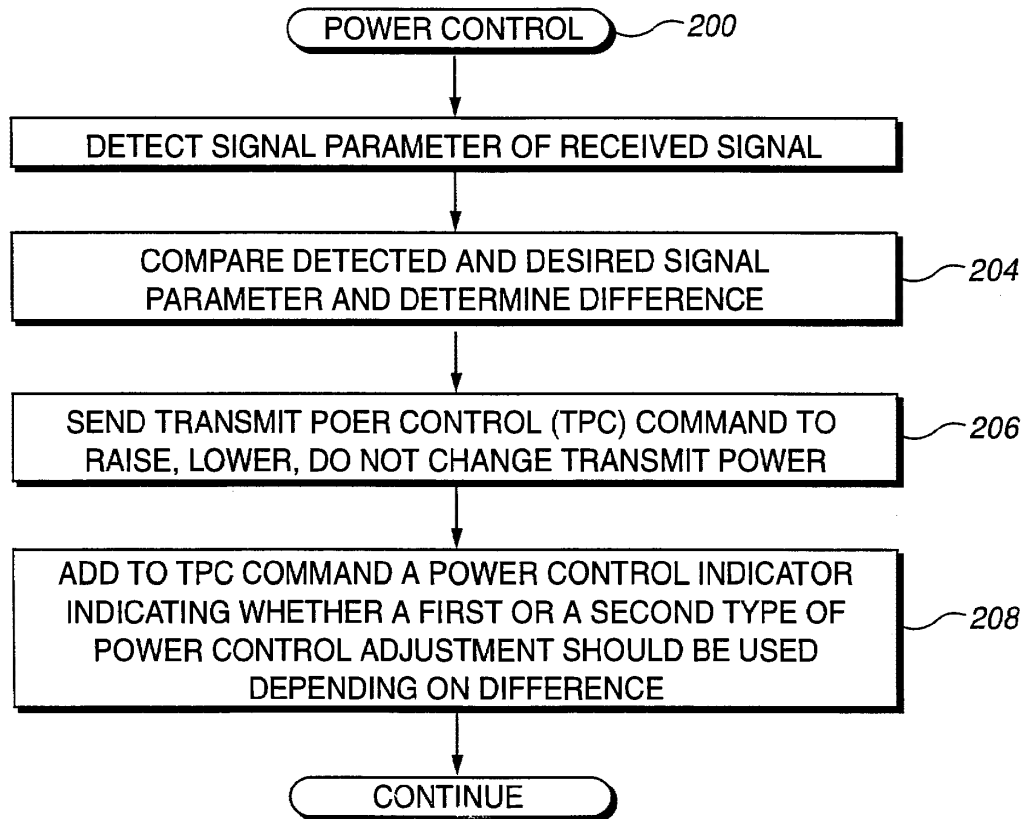 POWER CONTROL
200
DETECT SIGNAL PARAMETER OF RECEIVED SIGNAL
COMPARE DETECTED AND DESIRED SIGNAL
PARAMETER AND DETERMINE DIFFERENCE
204
SEND TRANSMIT POER CONTROL (TPC) COMMAND TO
RAISE, LOWER, DO NOT CHANGE TRANSMIT POWER
206
ADD TO TPC COMMAND A POWER CONTROL INDICATOR
INDICATING WHETHER A FIRST OR A SECOND TYPE OF
POWER CONTROL ADJUSTMENT SHOULD BE USED
DEPENDING ON DIFFERENCE
208
CONTINUE